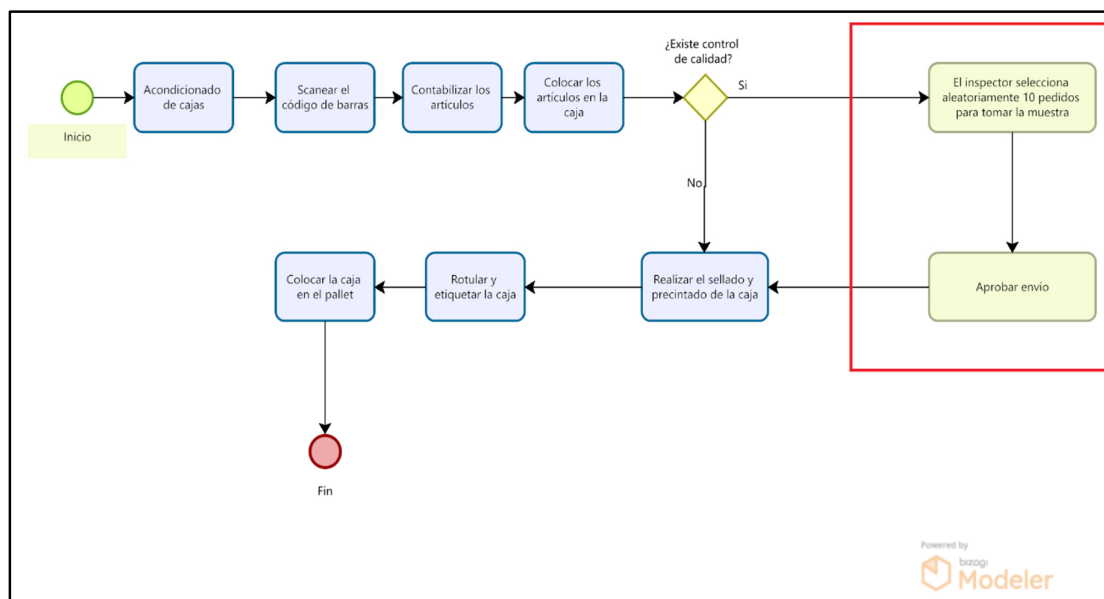 Inicio
Acondicionado
de cajas
Scanear el
código de barras
Contabilizar los
artículos
Colocar los
artículos en la
caja
¿Existe control
de calidad?
Si
No
El inspector selecciona
aleatoriamente 10 pedidos
para tomar la muestra
Aprobar envío
Realizar el sellado y
precintado de la caja
Rotular y
etiquetar la caja
Colocar la caja
en el pallet
Fin
Powered by
bizagi
Modeler